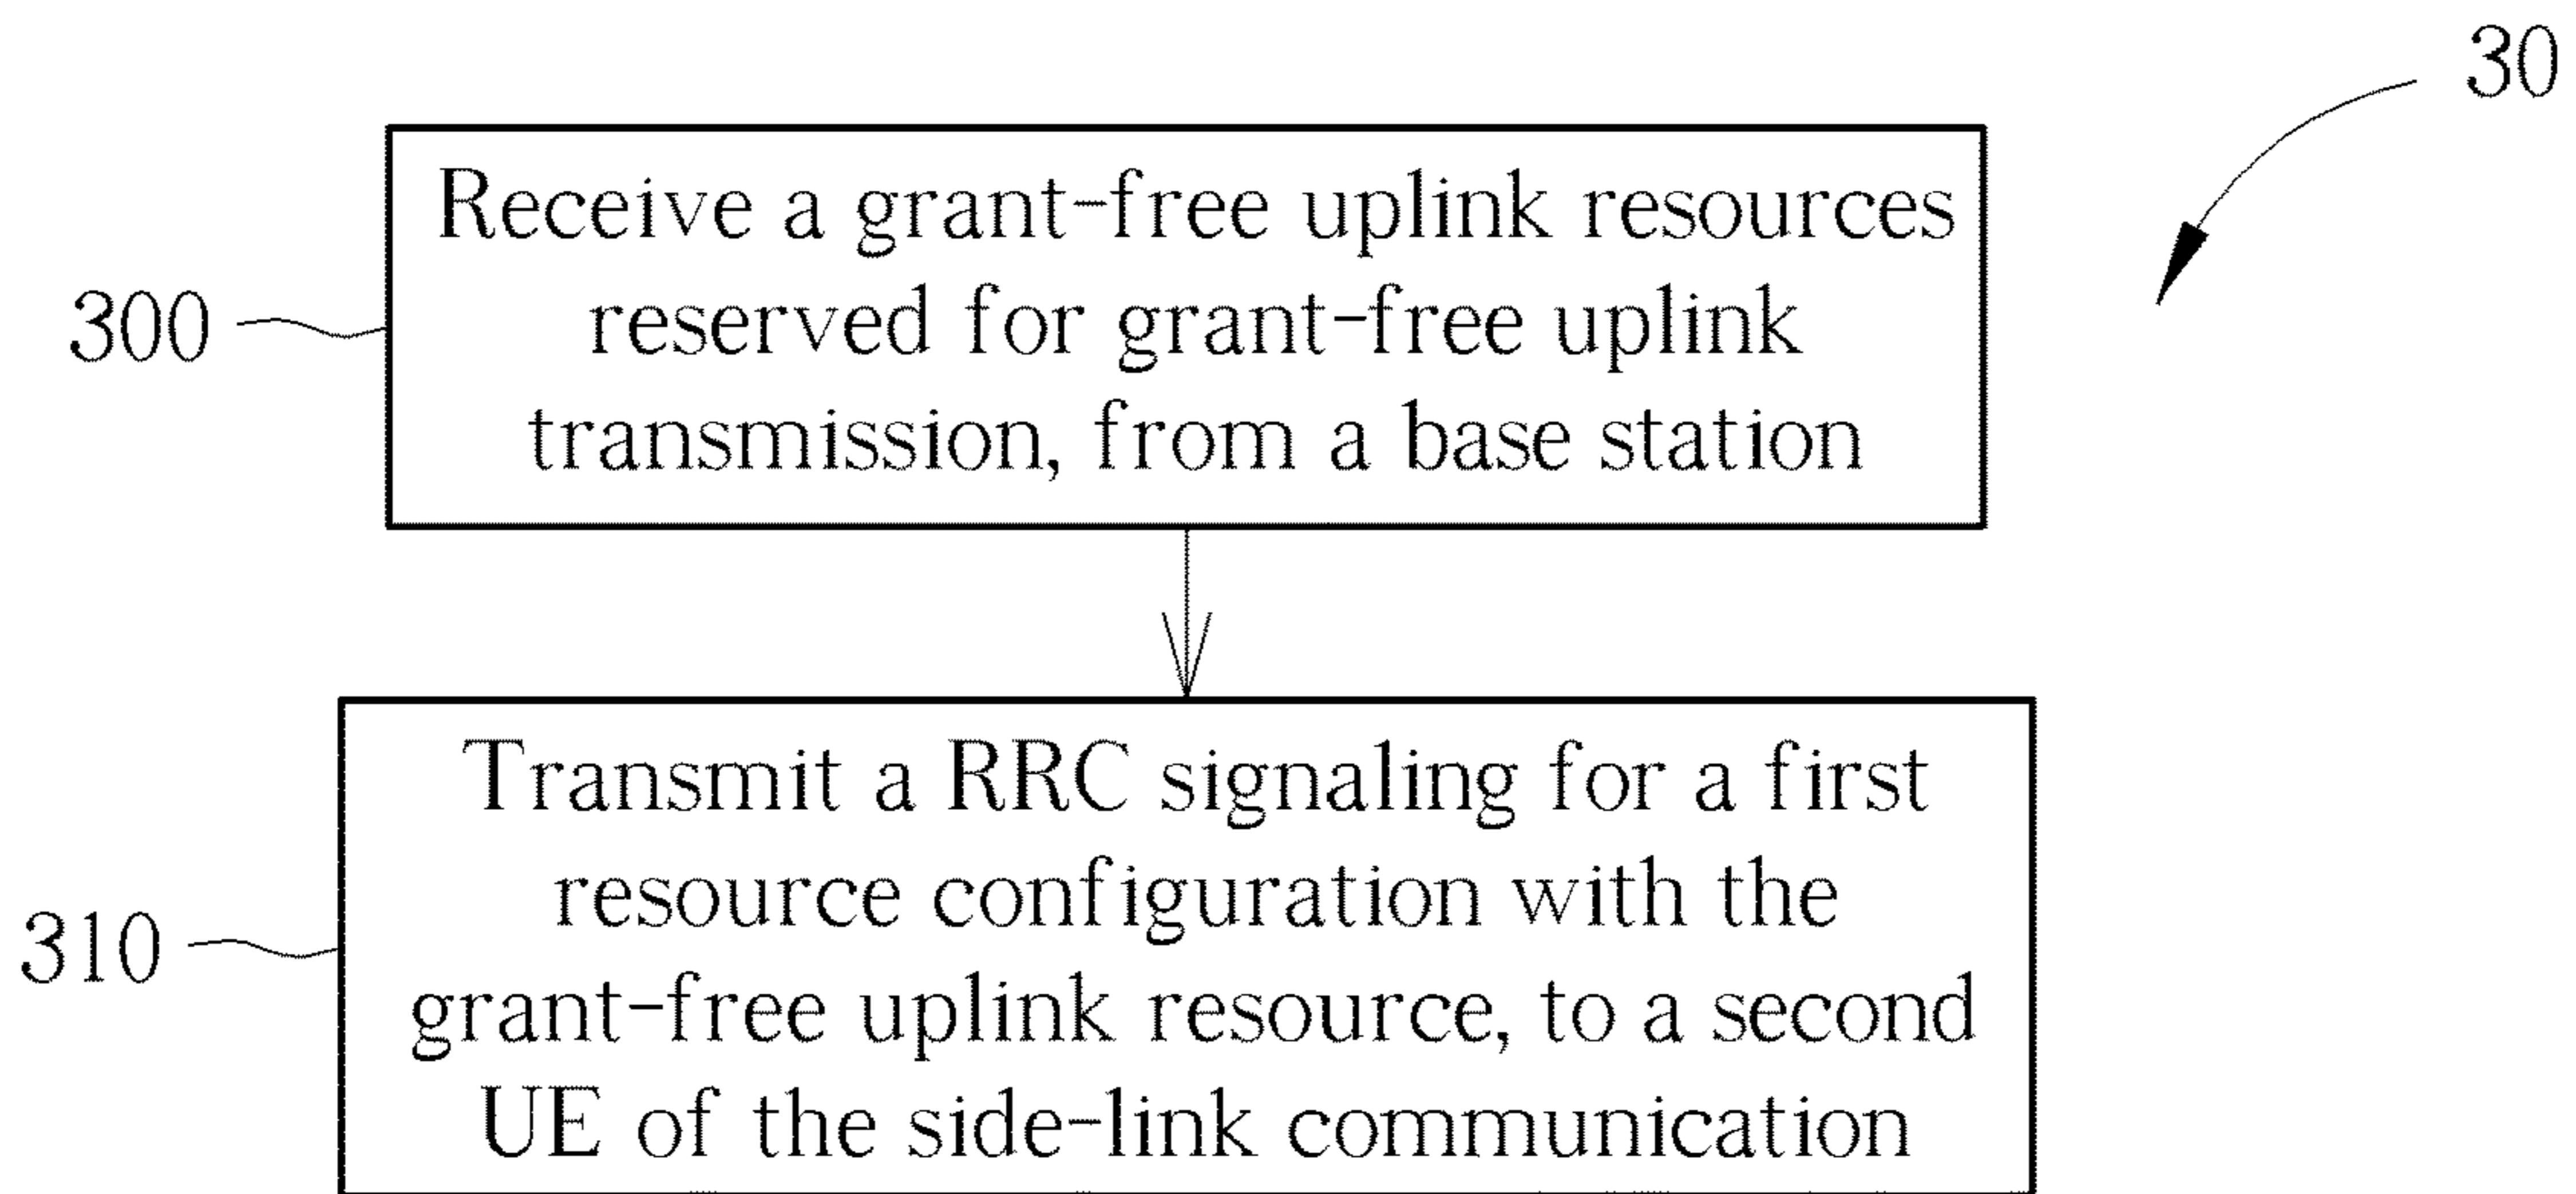 30
Receive a grant-free uplink resources
reserved for grant-free uplink
transmission, from a base station
300
Transmit a RRC signaling for a first
resource configuration with the
grant-free uplink resource, to a second
UE of the side-link communication
310